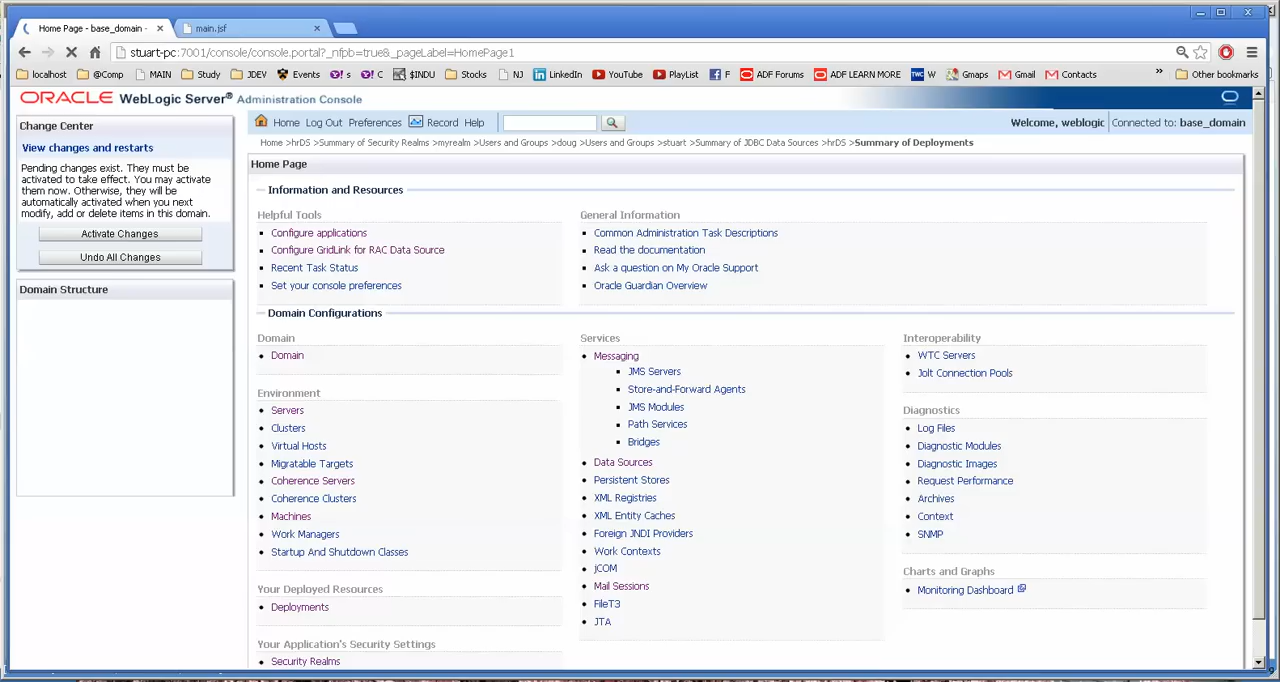 Home Page - base_domain -
main.jsf
stuart-pc:7001/console/console.portal?_nfpb=true&_pageLabel=HomePage1
localhost @Comp MAIN Study JDEV Events s C $INDU Stocks NJ LinkedIn YouTube PlayList F ADF Forums ADF LEARN MORE W Gmaps Gmail Contacts » Other bookmarks
ORACLE WebLogic Server® Administration Console
Change Center
View changes and restarts
Pending changes exist. They must be
activated to take effect. You may activate
them now. Otherwise, they will be
automatically activated when you next
modify, add or delete items in this domain.
Activate Changes
Undo All Changes
Domain Structure
Home Log Out Preferences Record Help
Welcome, weblogic Connected to: base_domain
Home >hrDS >Summary of Security Realms >myrealm >Users and Groups >doug >Users and Groups >stuart >Summary of JDBC Data Sources >hrDS >Summary of Deployments
Home Page
Information and Resources
Helpful Tools
Configure applications
Configure GridLink for RAC Data Source
Recent Task Status
Set your console preferences
General Information
Common Administration Task Descriptions
Read the documentation
Ask a question on My Oracle Support
Oracle Guardian Overview
Domain Configurations
Domain
Domain
Environment
Servers
Clusters
Virtual Hosts
Migratable Targets
Coherence Servers
Coherence Clusters
Machines
Work Managers
Startup And Shutdown Classes
Your Deployed Resources
Deployments
Your Application's Security Settings
Security Realms
Services
Messaging
JMS Servers
Store-and-Forward Agents
JMS Modules
Path Services
Bridges
Data Sources
Persistent Stores
XML Registries
XML Entity Caches
Foreign JNDI Providers
Work Contexts
jCOM
Mail Sessions
FileT3
JTA
Interoperability
WTC Servers
Jolt Connection Pools
Diagnostics
Log Files
Diagnostic Modules
Diagnostic Images
Request Performance
Archives
Context
SNMP
Charts and Graphs
Monitoring Dashboard